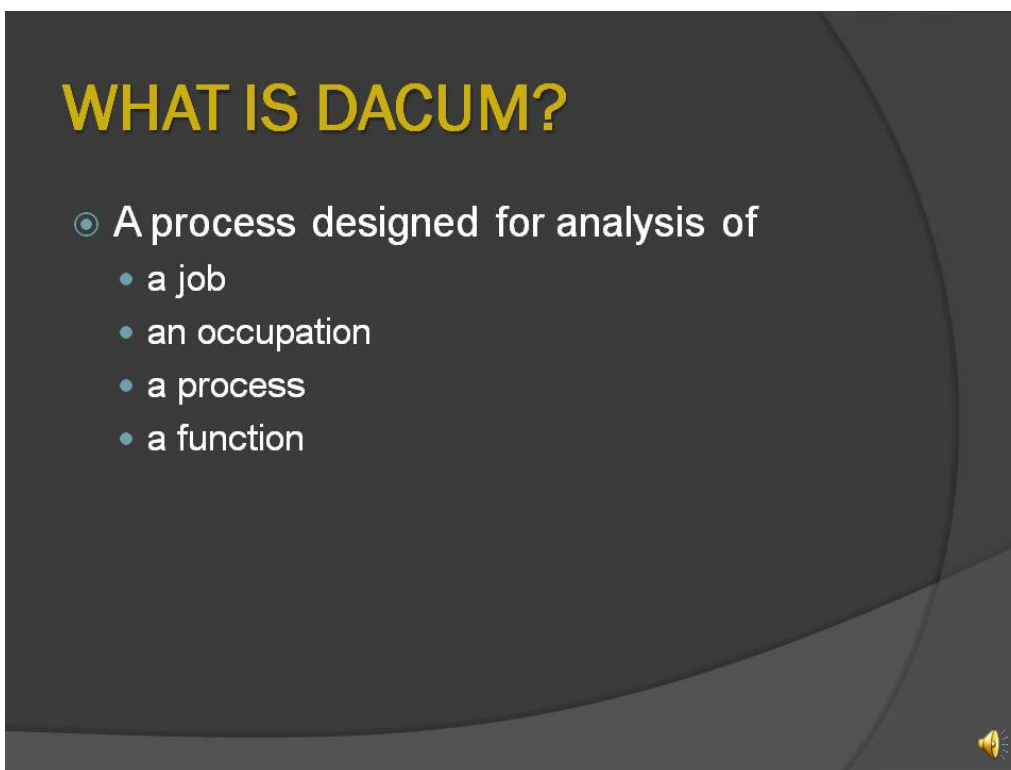 WHAT IS DACUM?
A process designed for analysis of
a job
an occupation
a process
a function